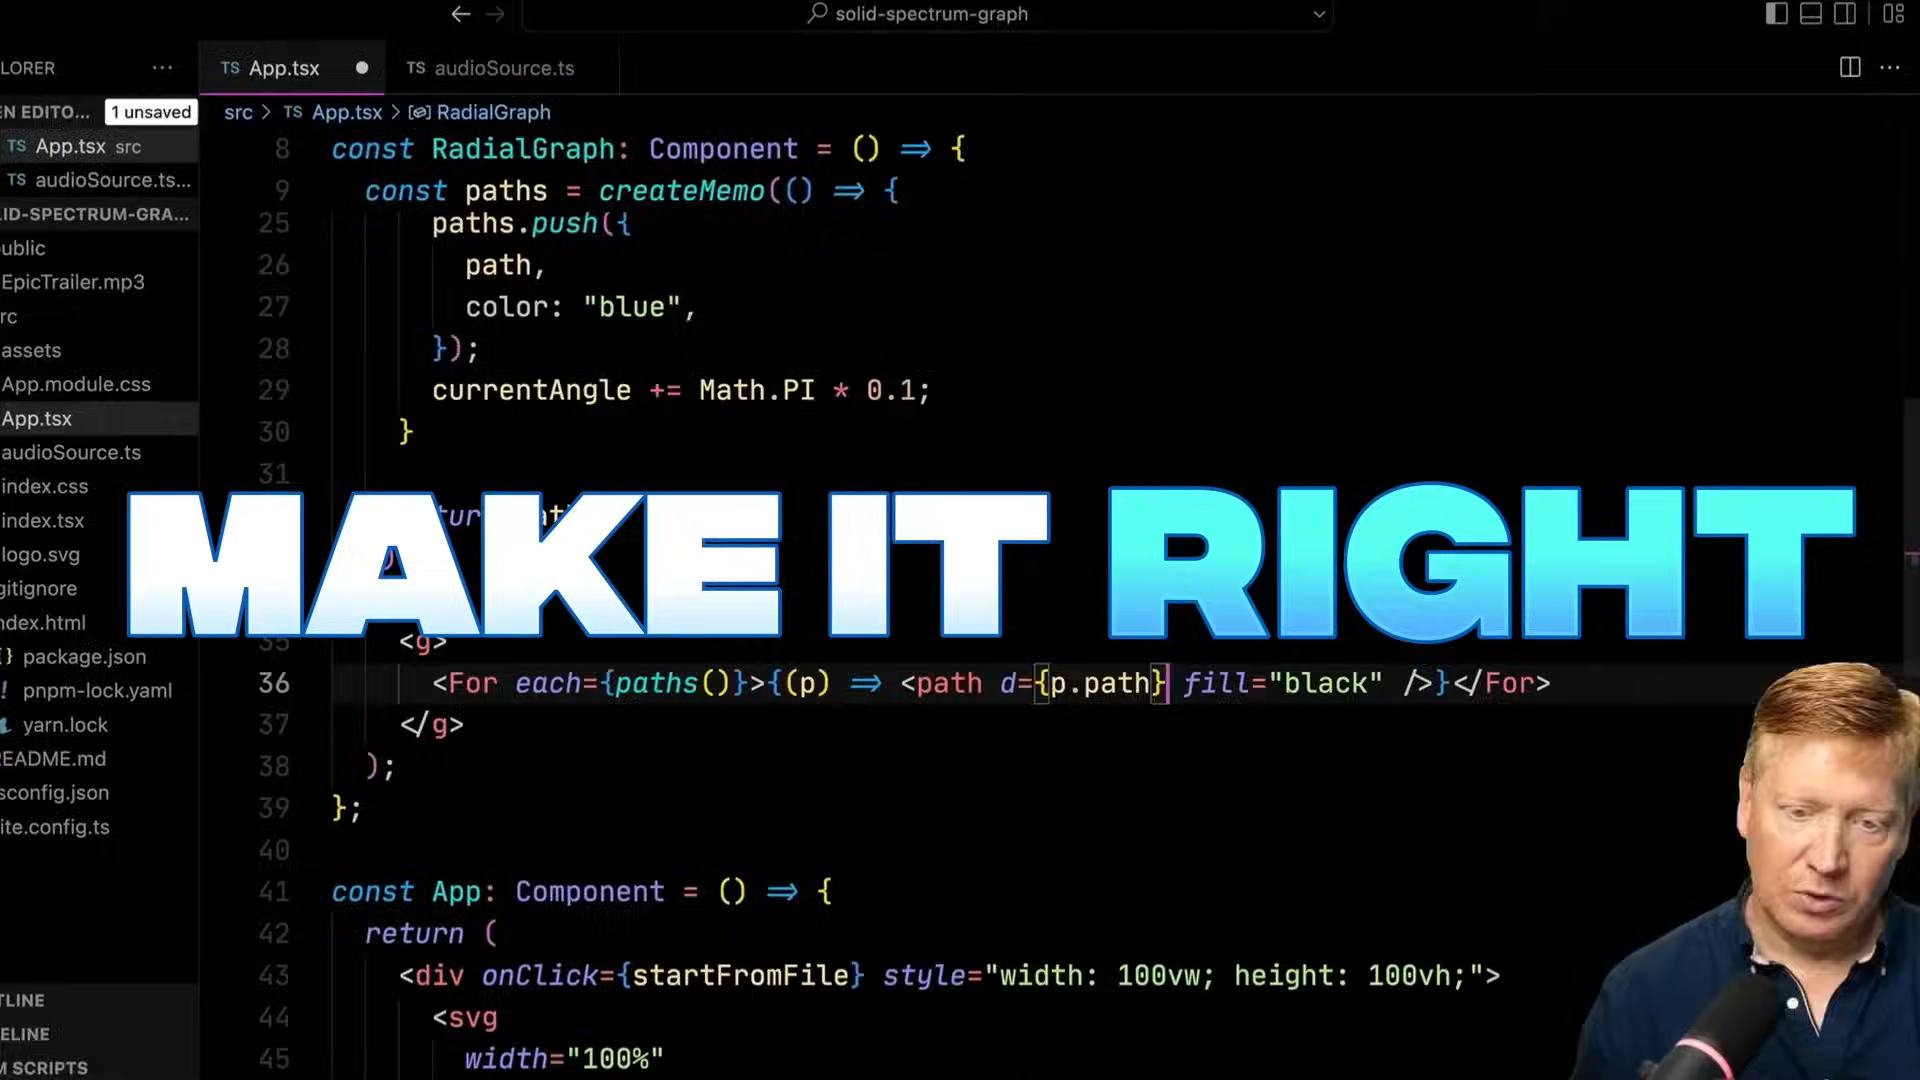 solid-spectrum-graph
LORER
TS App.tsx
TS audioSource.ts
EN EDITO... 1 unsaved
src > TS App.tsx > RadialGraph
TS App.tsx src
TS audioSource.ts...
LID-SPECTRUM-GRA...
ublic
EpicTrailer.mp3
rc
assets
App.module.css
App.tsx
audioSource.ts
index.css
index.tsx
logo.svg
gitignore
ndex.html
package.json
pnpm-lock.yaml
yarn.lock
EADME.md
sconfig.json
ite.config.ts
TLINE
ELINE
M SCRIPTS
8 const RadialGraph: Component = () => {
9 const paths = createMemo(() => {
25 paths.push({
26 path,
27 color: "blue",
28 });
29 currentAngle += Math.PI * 0.1;
30 }
31
MAKE IT RIGHT
35 <g>
36 <For each={paths()}>{(p) => <path d={p.path} fill="black" />}</For>
37 </g>
38 );
39 };
40
41 const App: Component = () => {
42 return (
43 <div onClick={startFromFile} style="width: 100vw; height: 100vh;">
44 <svg
45 width="100%"